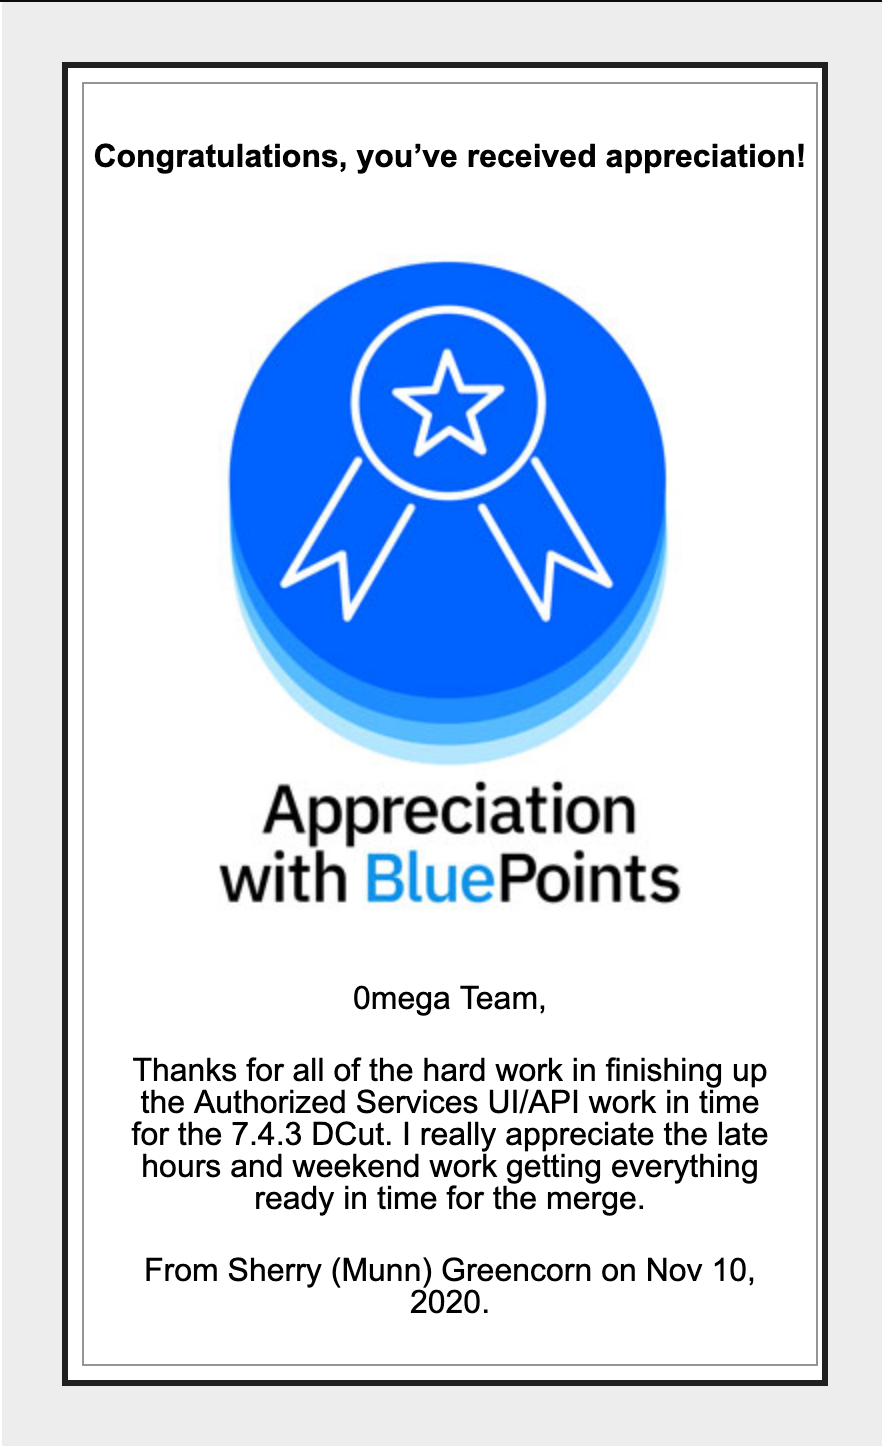 Congratulations, you’ve received appreciation!
Appreciation
with BluePoints
0mega Team,
Thanks for all of the hard work in finishing up
the Authorized Services UI/API work in time
for the 7.4.3 DCut. I really appreciate the late
hours and weekend work getting everything
ready in time for the merge.
From Sherry (Munn) Greencorn on Nov 10,
2020.